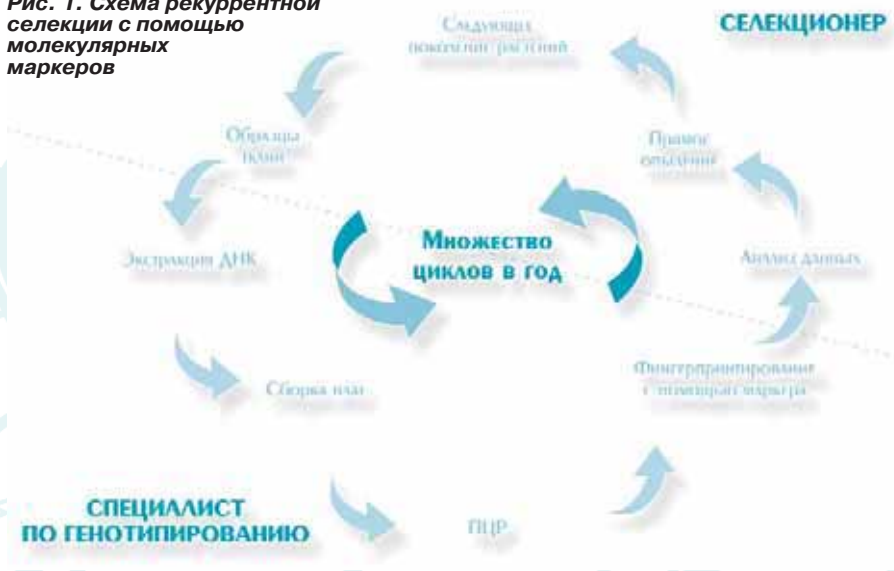 Рис. 1. Схема рекуррентной
селекции с помощью
молекулярных
маркеров
СЕЛЕКЦИОНЕР
Следующих
поколение растений
Образцы
ткани
Прямое
опыление
Экстракция ДНК
Множество
циклов в год
Анализ данных
Фингерпринтирование
с помощью маркера
Сборка плат
СПЕЦИАЛИСТ
ПО ГЕНОТИПИРОВАНИЮ
ПЦР